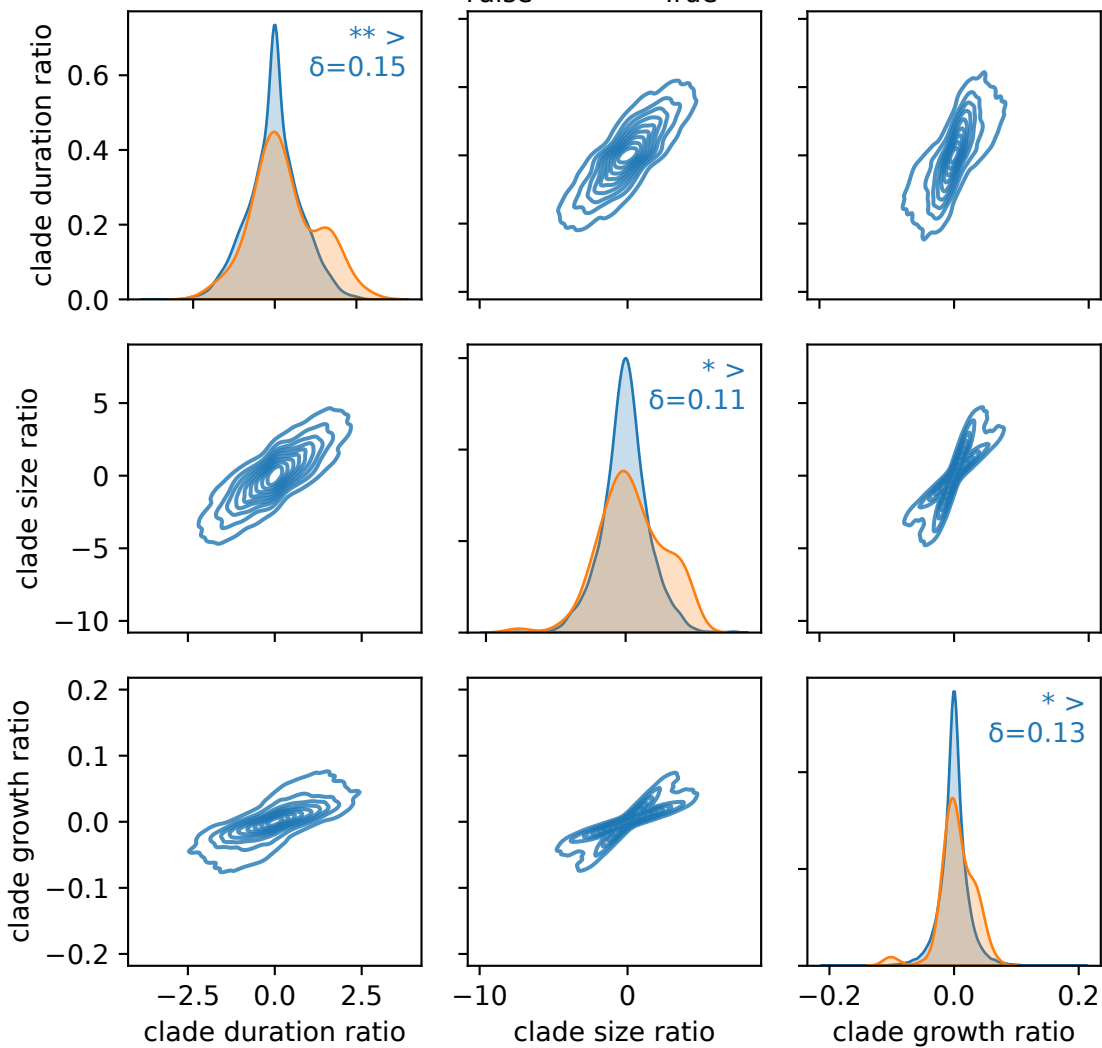 False True
clade duration ratio
0.6
0.4
0.2
0.0
** >
δ=0.15
clade size ratio
5
0
−5
−10
* >
δ=0.11
clade growth ratio
0.2
0.1
0.0
−0.1
−0.2
* >
δ=0.13
−2.5 0.0 2.5
−10 0
−0.2 0.0 0.2
clade duration ratio
clade size ratio
clade growth ratio